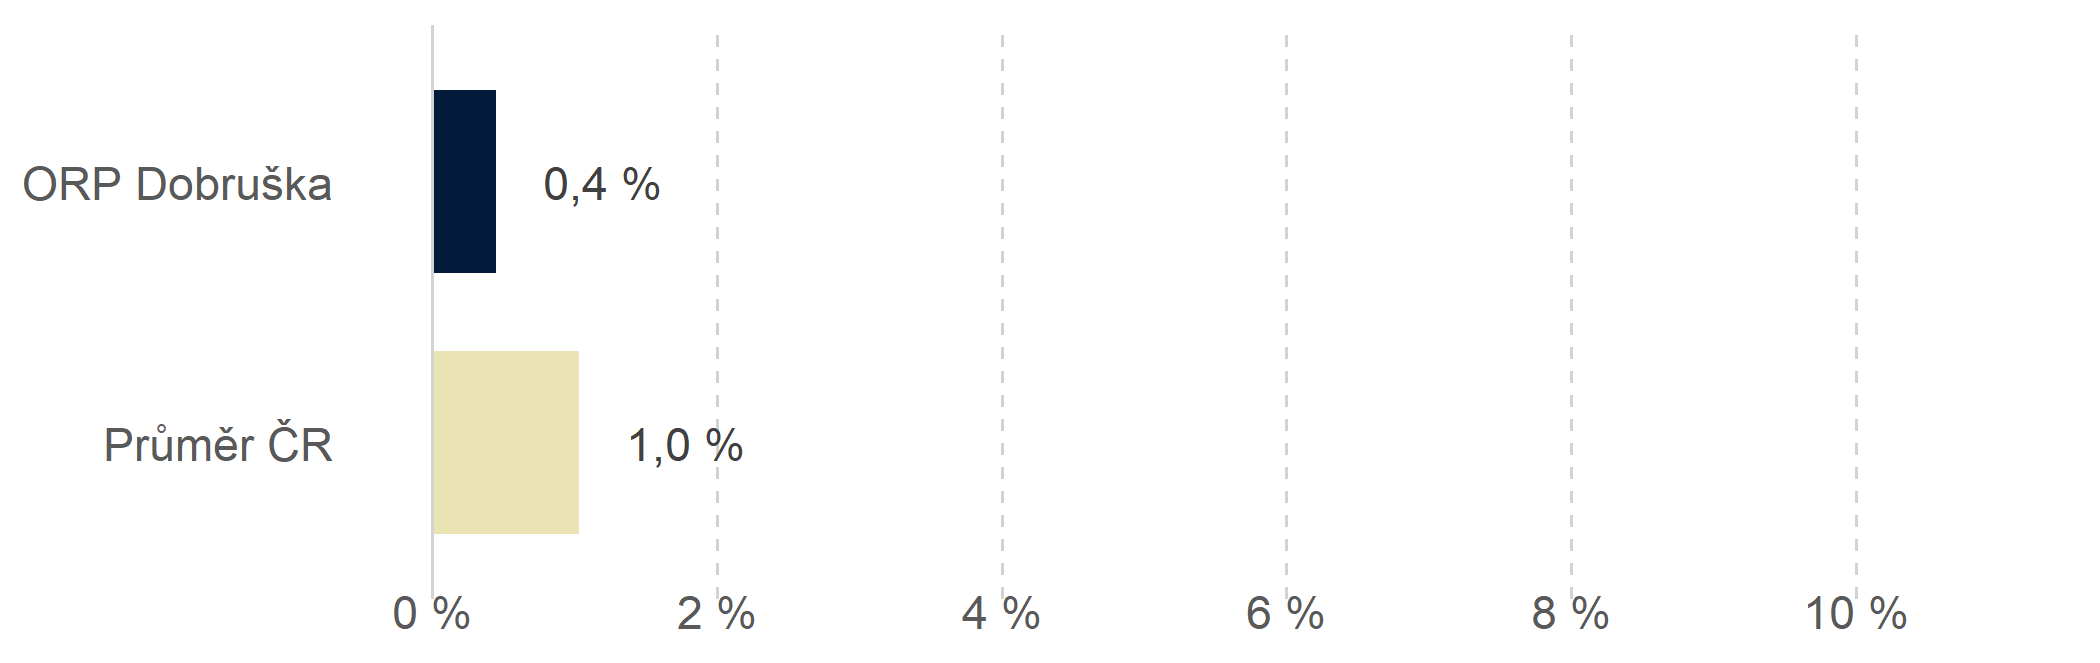 ORP Dobruška
0,4 %
Průměr ČR
1,0 %
0 % 2 % 4 % 6 % 8 % 10 %